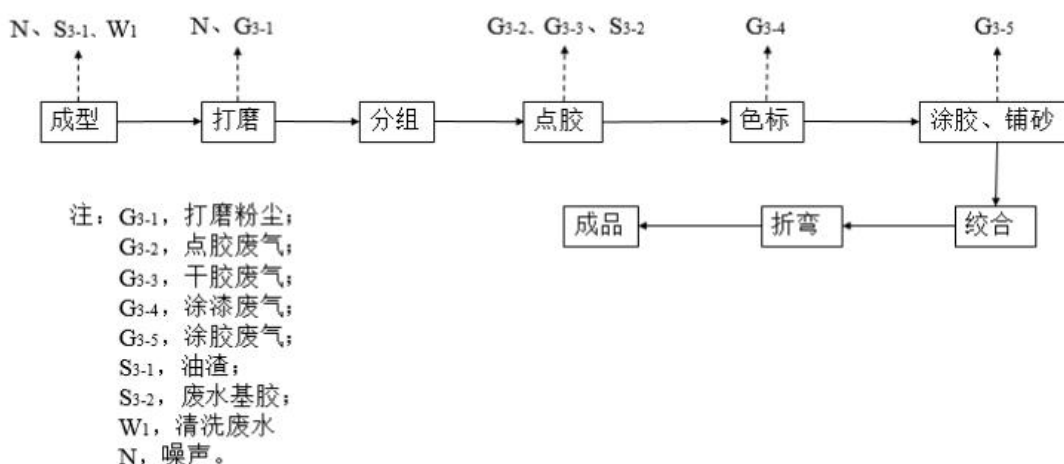 N、S3-1、W1
N、G3-1
G3-2、G3-3、S3-2
G3-4
G3-5
成型
打磨
分组
点胶
色标
涂胶、铺砂
成品
折弯
绞合
注：G3-1，打磨粉尘；
G3-2，点胶废气；
G3-3，干胶废气；
G3-4，涂漆废气；
G3-5，涂胶废气；
S3-1，油渣；
S3-2，废水基胶；
W1，清洗废水
N，噪声。